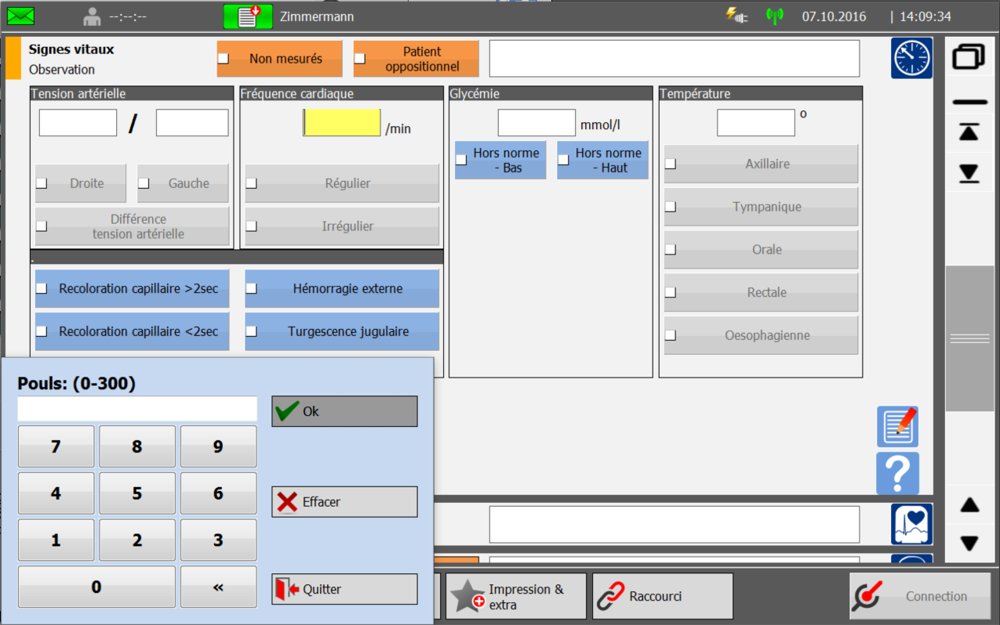 --:--:--
Zimmermann
07.10.2016 | 14:09:34
Signes vitaux
Observation
Non mesurés
Patient
oppositionnel
Tension artérielle
/
Droite
Gauche
Différence
tension artérielle
Fréquence cardiaque
/min
Régulier
Irrégulier
Glycémie
mmol/l
Hors norme
- Bas
Hors norme
- Haut
Température
°
Axillaire
Tympanique
Orale
Rectale
Oesophagienne
.
Recoloration capillaire >2sec
Hémorragie externe
Recoloration capillaire <2sec
Turgescence jugulaire
Pouls: (0-300)
7
8
9
4
5
6
1
2
3
0
«
Ok
Effacer
Quitter
?
Impression &
extra
Raccourci
Connection